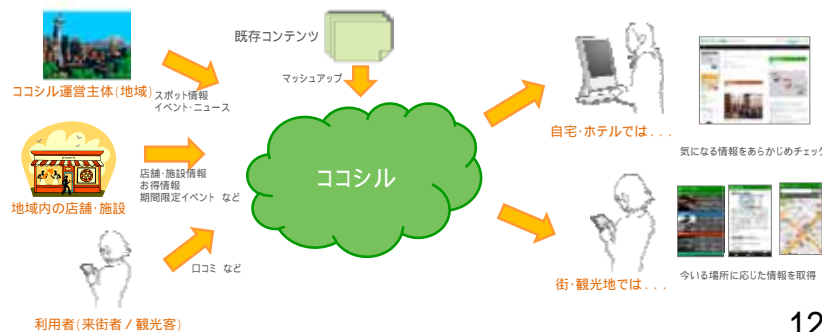 既存コンテンツ
マッシュアップ
ココシル運営主体(地域)
スポット情報
イベント・ニュース
店舗・施設情報
お得情報
期間限定イベント など
地域内の店舗・施設
口コミ など
利用者(来街者/観光客)
ココシル
自宅・ホテルでは...
気になる情報をあらかじめチェック
街・観光地では...
今いる場所に応じた情報を取得
12